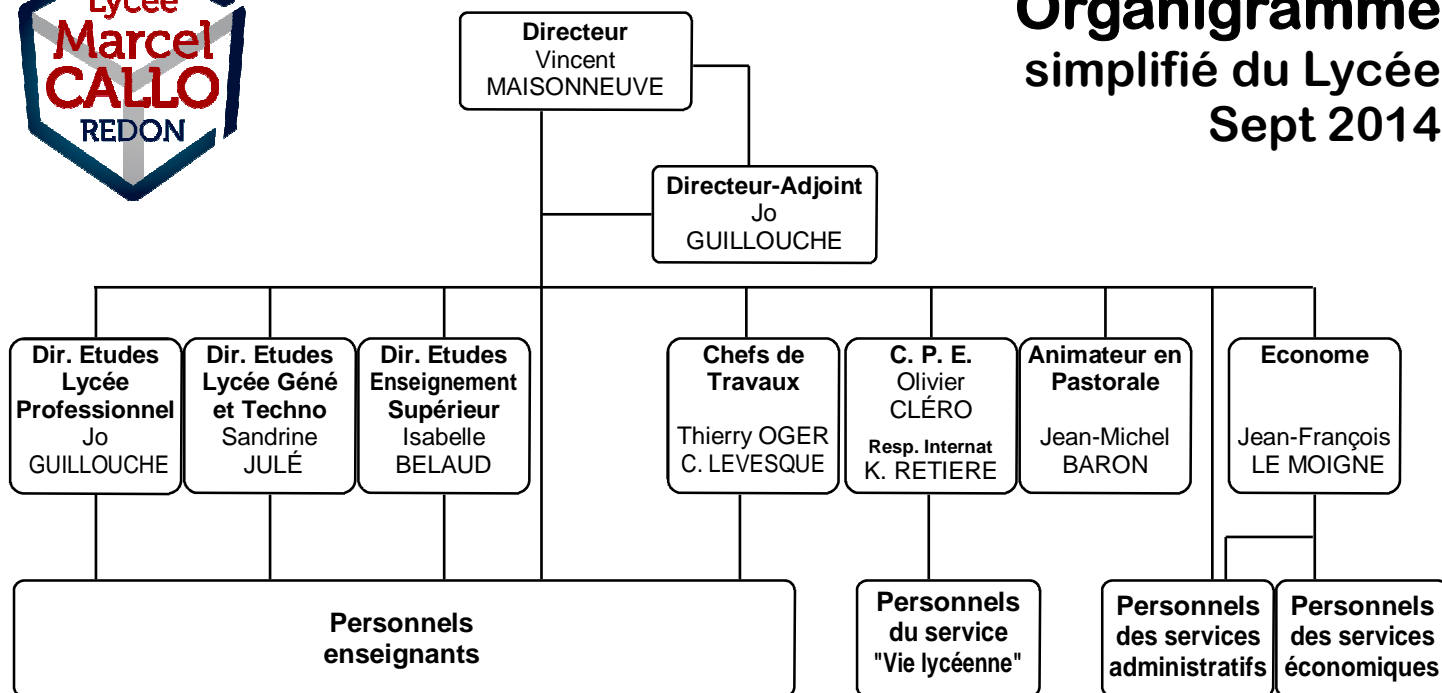 Lycée
Marcel
CALLO
REDON
Organigramme
simplifié du Lycée
Sept 2014
Directeur
Vincent
MAISONNEUVE
Directeur-Adjoint
Jo
GUILLOUCHE
Dir. Etudes
Lycée
Professionnel
Jo
GUILLOUCHE
Dir. Etudes
Lycée Géné
et Techno
Sandrine
JULÉ
Dir. Etudes
Enseignement
Supérieur
Isabelle
BELAUD
Chefs de
Travaux
Thierry OGER
C. LEVESQUE
C. P. E.
Olivier
CLÉRO
Resp. Internat
K. RETIERE
Animateur en
Pastorale
Jean-Michel
BARON
Econome
Jean-François
LE MOIGNE
Personnels
enseignants
Personnels
du service
"Vie lycéenne"
Personnels
des services
administratifs
Personnels
des services
économiques